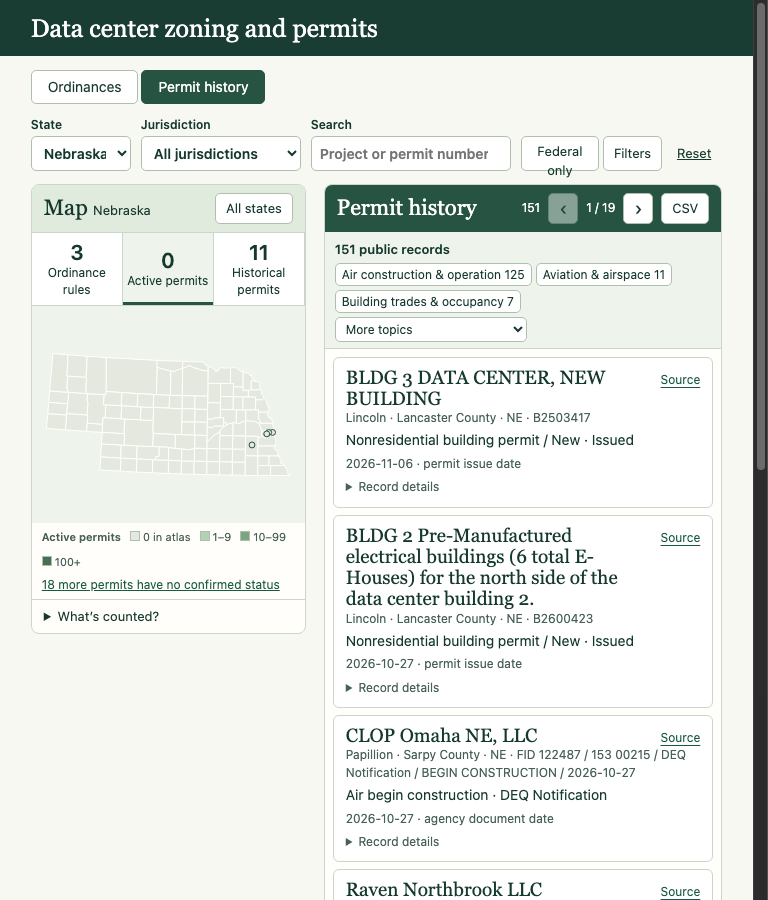 Data center zoning and permits
Ordinances
Permit history
State
Jurisdiction
Search
Nebraska
All jurisdictions
Project or permit number
Federal only
Filters
Reset
Map Nebraska
All states
3
Ordinance rules
0
Active permits
11
Historical permits
Active permits
0 in atlas
1–9
10–99
100+
18 more permits have no confirmed status
▶ What's counted?
Permit history
151
‹
1 / 19
›
CSV
151 public records
Air construction & operation 125
Aviation & airspace 11
Building trades & occupancy 7
More topics
BLDG 3 DATA CENTER, NEW
BUILDING
Source
Lincoln · Lancaster County · NE · B2503417
Nonresidential building permit / New · Issued
2026-11-06 · permit issue date
▶ Record details
BLDG 2 Pre-Manufactured
electrical buildings (6 total E-
Houses) for the north side of the
data center building 2.
Source
Lincoln · Lancaster County · NE · B2600423
Nonresidential building permit / New · Issued
2026-10-27 · permit issue date
▶ Record details
CLOP Omaha NE, LLC
Source
Papillion · Sarpy County · NE · FID 122487 / 153 00215 / DEQ
Notification / BEGIN CONSTRUCTION / 2026-10-27
Air begin construction · DEQ Notification
2026-10-27 · agency document date
▶ Record details
Raven Northbrook LLC
Source